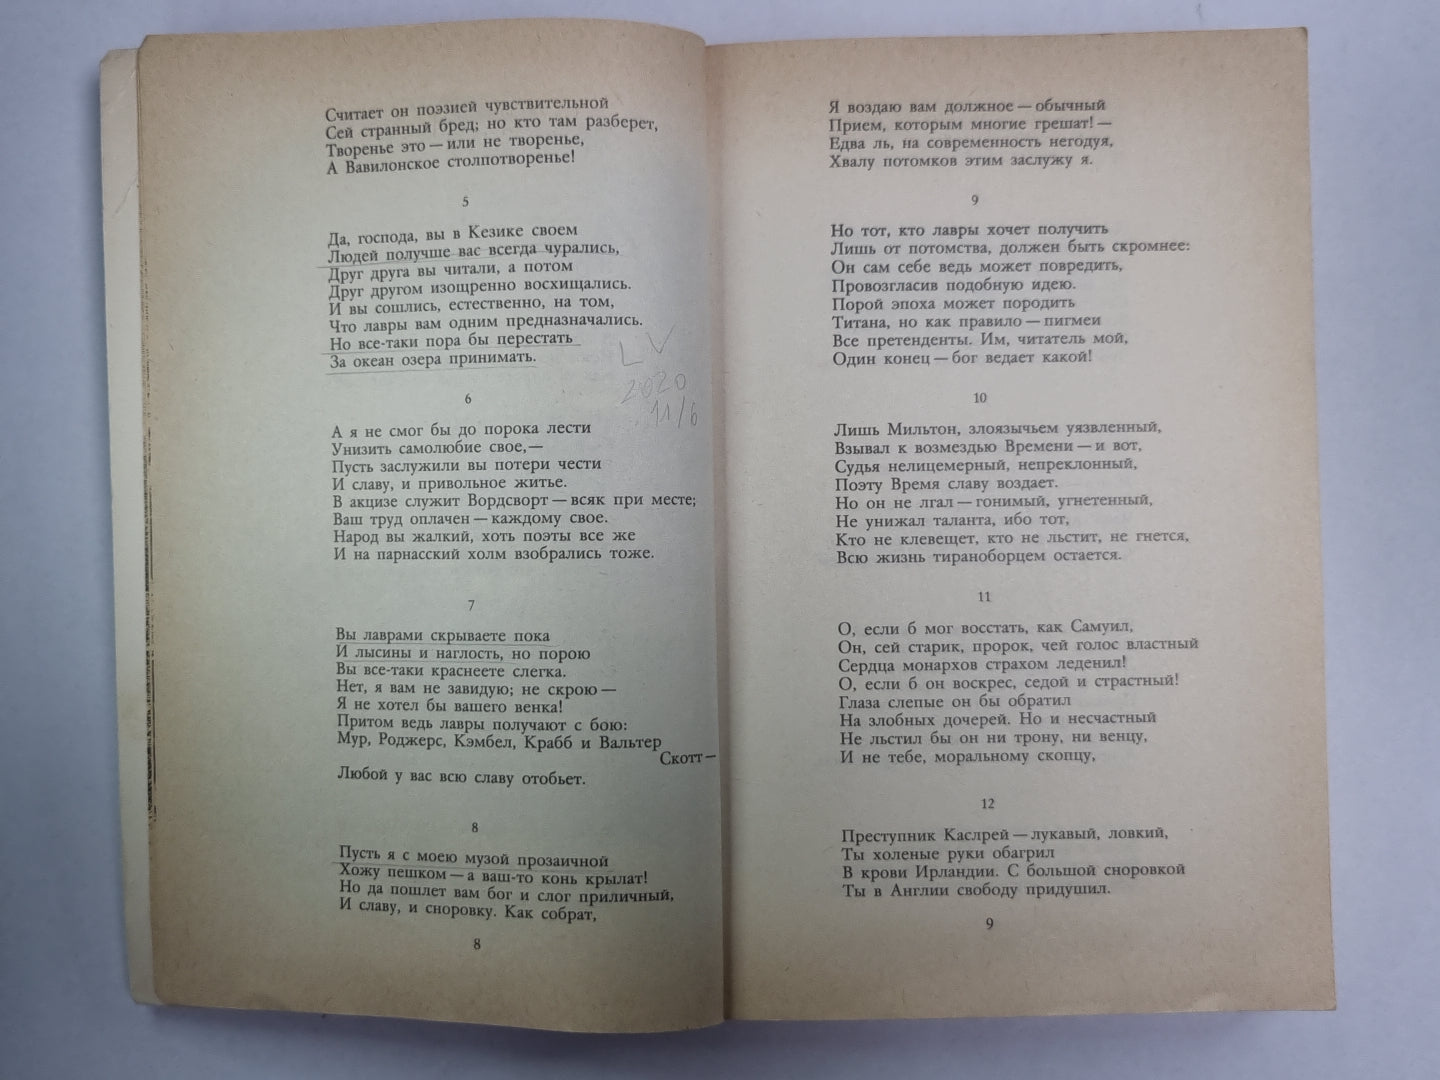 Считает он поэзией чувствительной
Сей странный бред; но кто там разберет,
Творенье это — или не творенье,
А Вавилонское столпотворенье!
5
Да, господа, вы в Кезике своем
Людей получше вас всегда чурались,
Друг друга вы читали, а потом
Друг другом изощренно восхищались.
И вы сошлись, естественно, на том,
Что лавры вам одним предназначались.
Но все-таки пора бы перестать
За океан озера принимать.
LV
2020
11/6
6
А я не смог бы до порока лести
Унизить самолюбие свое,—
Пусть заслужили вы потери чести
И славу, и привольное житье.
В акцизе служит Вордсворт — всяк при месте;
Ваш труд оплачен — каждому свое.
Народ вы жалкий, хоть поэты все же
И на парнасский холм взобрались тоже.
7
Вы лаврами скрываете пока
И лысины и наглость, но порою
Вы все-таки краснеете слегка.
Нет, я вам не завидую; не скрою —
Я не хотел бы вашего венка!
Притом ведь лавры получают с бою:
Мур, Роджерс, Кэмбел, Крабб и Вальтер
Скотт —
Любой у вас всю славу отобьет.
8
Пусть я с моею музой прозаичной
Хожу пешком — а ваш-то конь крылат!
Но да пошлет вам бог и слог приличный,
И славу, и сноровку. Как собрат,
8
Я воздаю вам должное — обычный
Прием, которым многие грешат! —
Едва ль, на современность негодуя,
Хвалу потомков этим заслужу я.
9
Но тот, кто лавры хочет получить
Лишь от потомства, должен быть скромнее:
Он сам себе ведь может повредить,
Провозгласив подобную идею.
Порой эпоха может породить
Титана, но как правило — пигмеи
Все претенденты. Им, читатель мой,
Один конец — бог ведает какой!
10
Лишь Мильтон, злоязычьем уязвленный,
Взывал к возмездью Времени — и вот,
Судья нелицемерный, непреклонный,
Поэту Время славу воздает.
Но он не лгал — гонимый, угнетенный,
Не унижал таланта, ибо тот,
Кто не клевещет, кто не льстит, не гнется,
Всю жизнь тираноборцем остается.
11
О, если б мог восстать, как Самуил,
Он, сей старик, пророк, чей голос властный
Сердца монархов страхом леденил!
О, если б он воскрес, седой и страстный!
Глаза слепые он бы обратил
На злобных дочерей. Но и несчастный
Не льстил бы он ни трону, ни венцу,
И не тебе, моральному скопцу,
12
Преступник Каслрей — лукавый, ловкий,
Ты холеные руки обагрил
В крови Ирландии. С большой сноровкой
Ты в Англии свободу придушил.
9